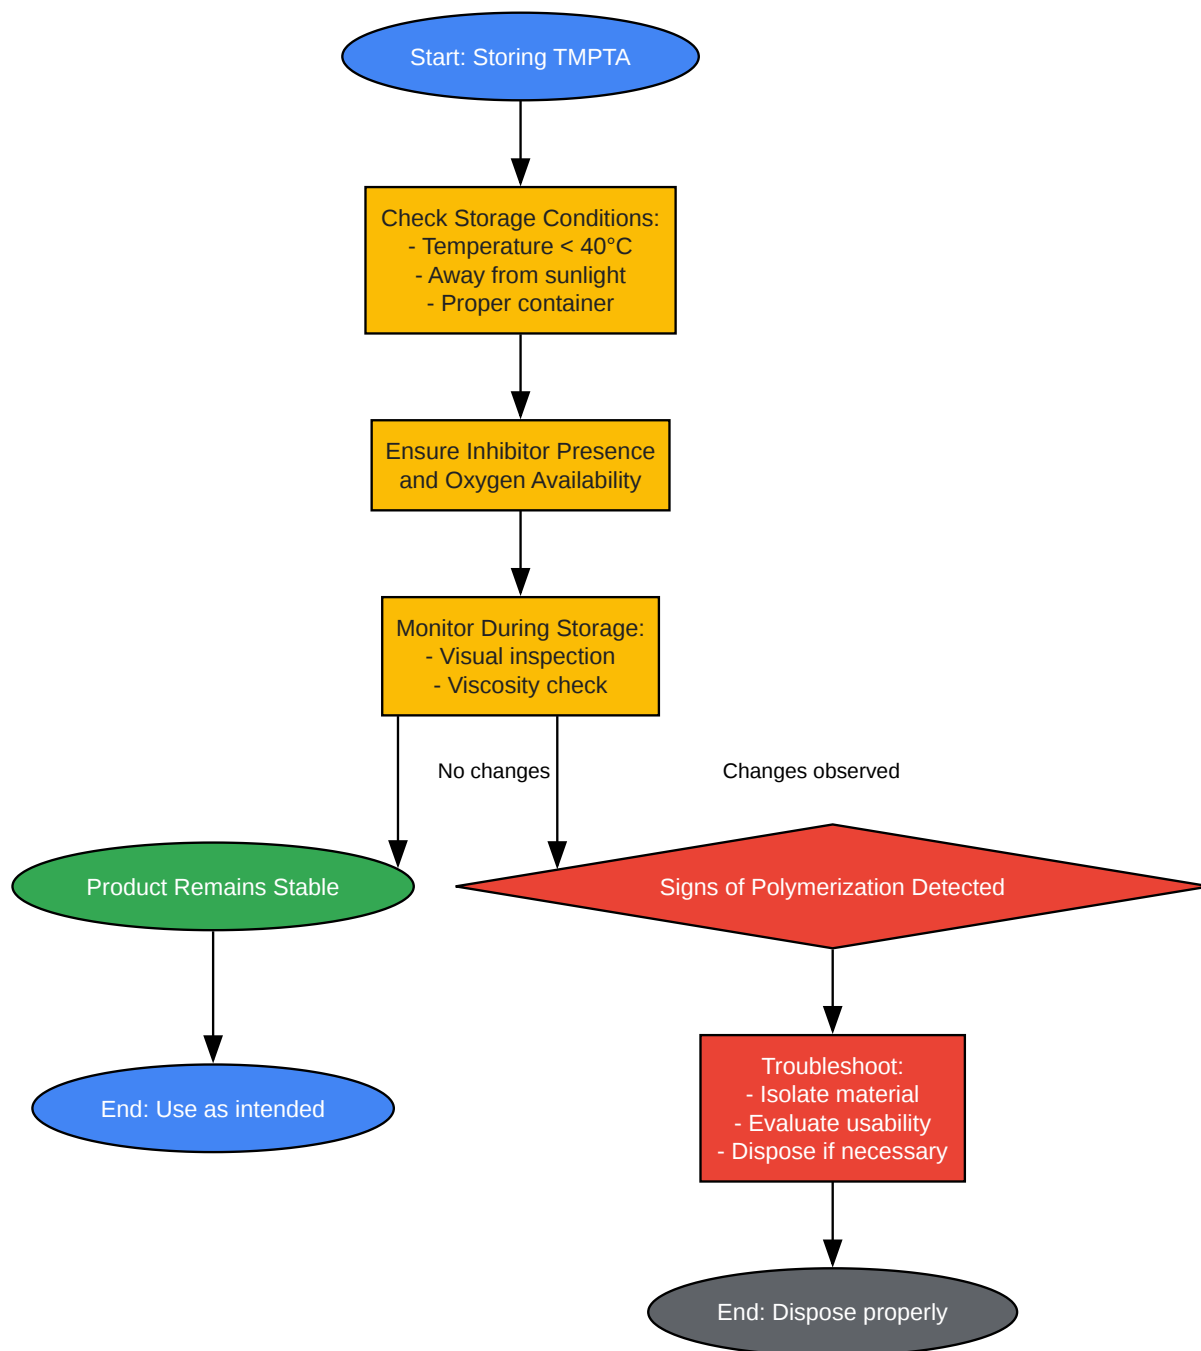 Start: Storing TMPTA
Check Storage Conditions:
- Temperature < 40°C
- Away from sunlight
- Proper container
Ensure Inhibitor Presence
and Oxygen Availability
Monitor During Storage:
- Visual inspection
- Viscosity check
No changes
Changes observed
Product Remains Stable
Signs of Polymerization Detected
End: Use as intended
Troubleshoot:
- Isolate material
- Evaluate usability
- Dispose if necessary
End: Dispose properly